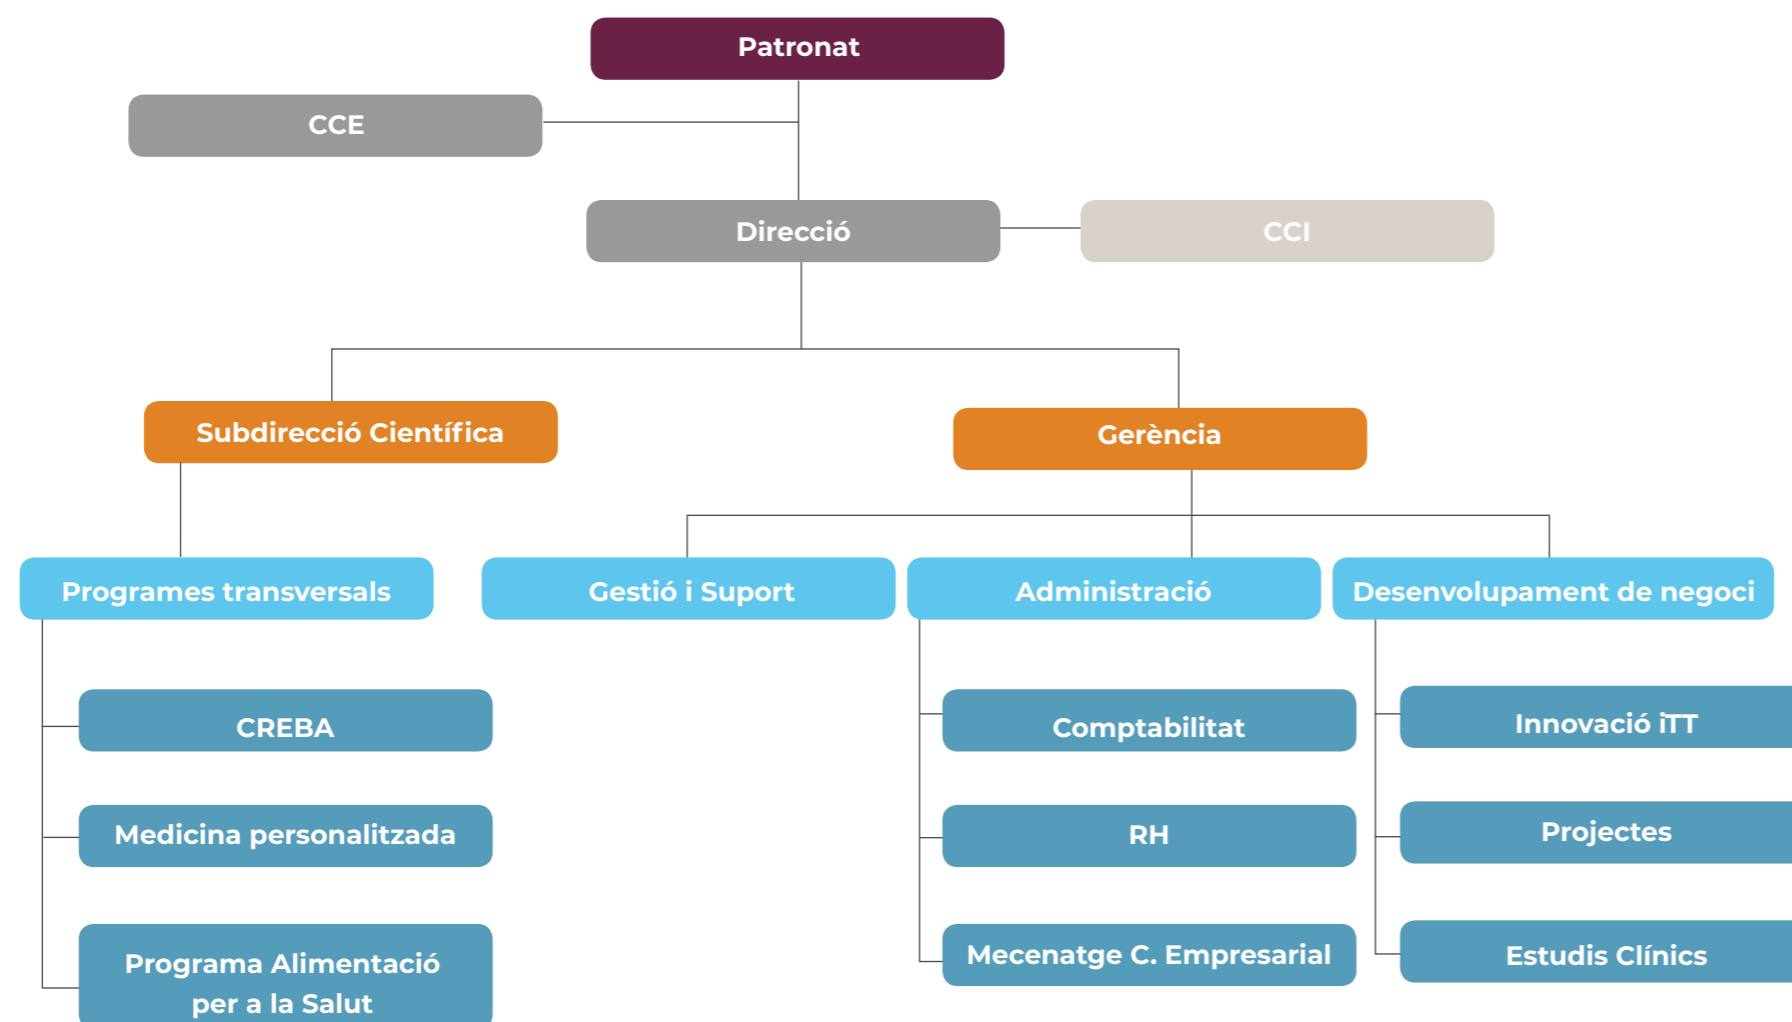 Patronat
CCE
Direcció
CCI
Subdirecció Científica
Gerència
Programes transversals
Gestió i Suport
Administració
Desenvolupament de negoci
CREBA
Comptabilitat
Innovació iTT
Medicina personalitzada
RH
Projectes
Programa Alimentació
per a la Salut
Mecenatge C. Empresarial
Estudis Clínics